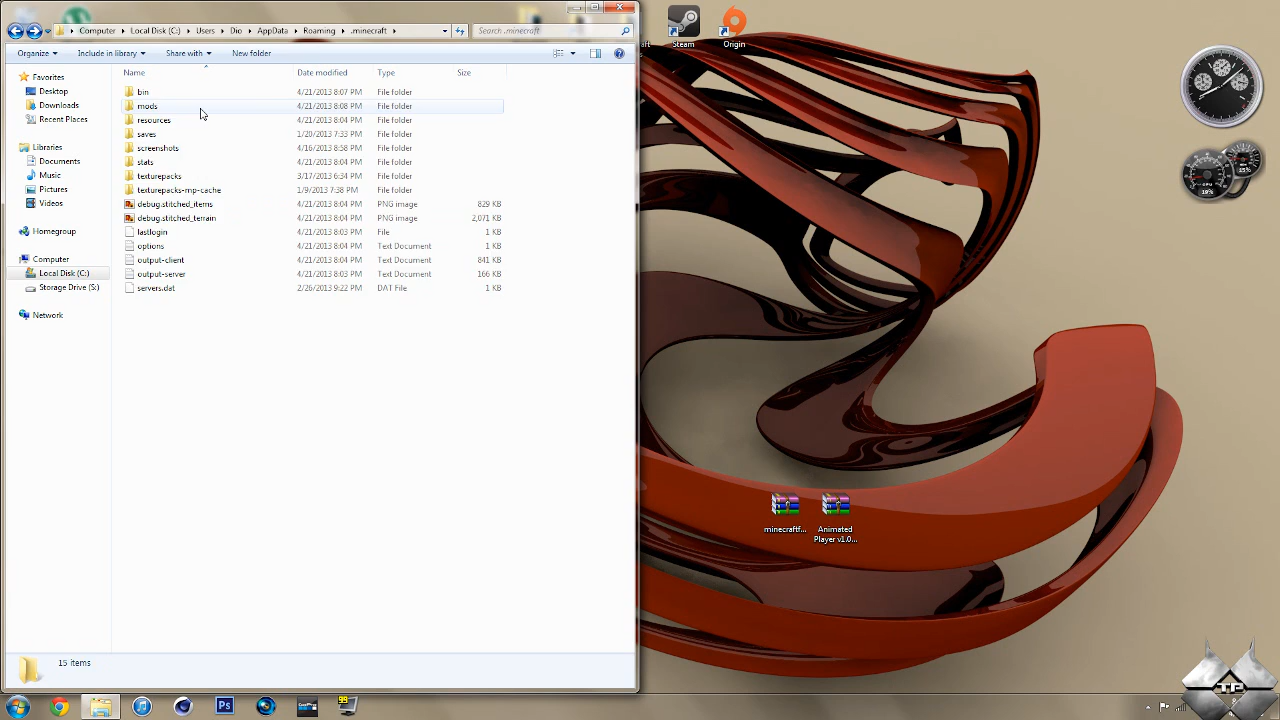 Computer ▸ Local Disk (C:) ▸ Users ▸ Dio ▸ AppData ▸ Roaming ▸ .minecraft ▸
Search .minecraft
Organize
Include in library
Share with
New folder
Name Date modified Type Size
Favorites
Desktop
Downloads
Recent Places
Libraries
Documents
Music
Pictures
Videos
Homegroup
Computer
Local Disk (C:)
Storage Drive (S:)
Network
bin 4/21/2013 8:07 PM File folder
mods 4/21/2013 8:08 PM File folder
resources 4/21/2013 8:04 PM File folder
saves 1/20/2013 7:33 PM File folder
screenshots 4/16/2013 8:58 PM File folder
stats 4/21/2013 8:04 PM File folder
texturepacks 3/17/2013 6:34 PM File folder
texturepacks-mp-cache 1/9/2013 7:38 PM File folder
debug.stitched_items 4/21/2013 8:04 PM PNG image 829 KB
debug.stitched_terrain 4/21/2013 8:04 PM PNG image 2,071 KB
lastlogin 4/21/2013 8:03 PM File 1 KB
options 4/21/2013 8:04 PM Text Document 1 KB
output-client 4/21/2013 8:04 PM Text Document 841 KB
output-server 4/21/2013 8:03 PM Text Document 166 KB
servers.dat 2/26/2013 9:22 PM DAT File 1 KB
15 items
Steam
Origin
minecraftf...
Animated
Player v1.0...
Ps
99
TP